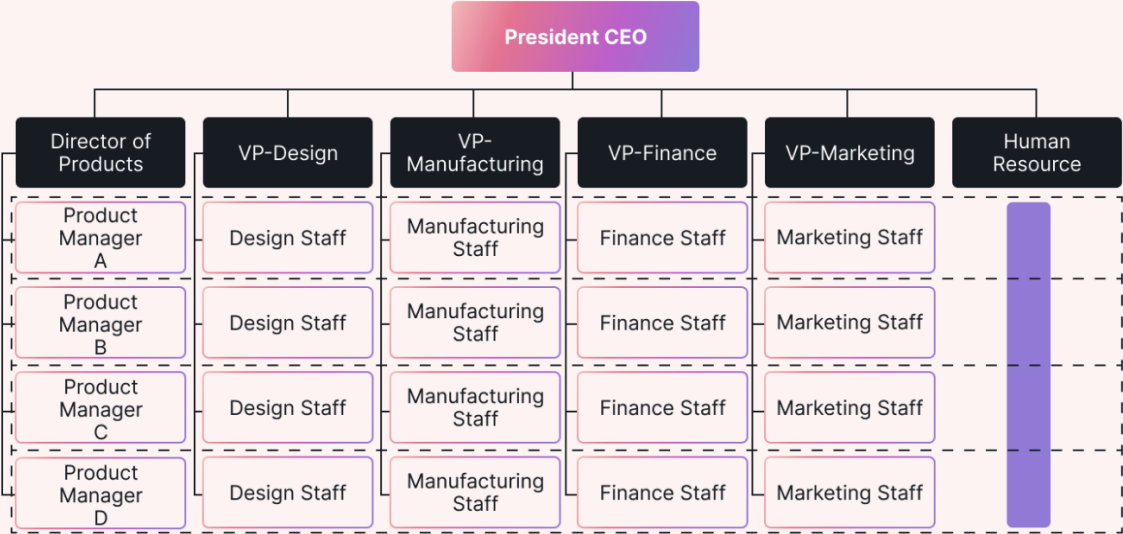 President CEO
Director of
Products
VP-Design
VP-
Manufacturing
VP-Finance
VP-Marketing
Human
Resource
Product
Manager
A
Design Staff
Manufacturing
Staff
Finance Staff
Marketing Staff
Product
Manager
B
Design Staff
Manufacturing
Staff
Finance Staff
Marketing Staff
Product
Manager
C
Design Staff
Manufacturing
Staff
Finance Staff
Marketing Staff
Product
Manager
D
Design Staff
Manufacturing
Staff
Finance Staff
Marketing Staff